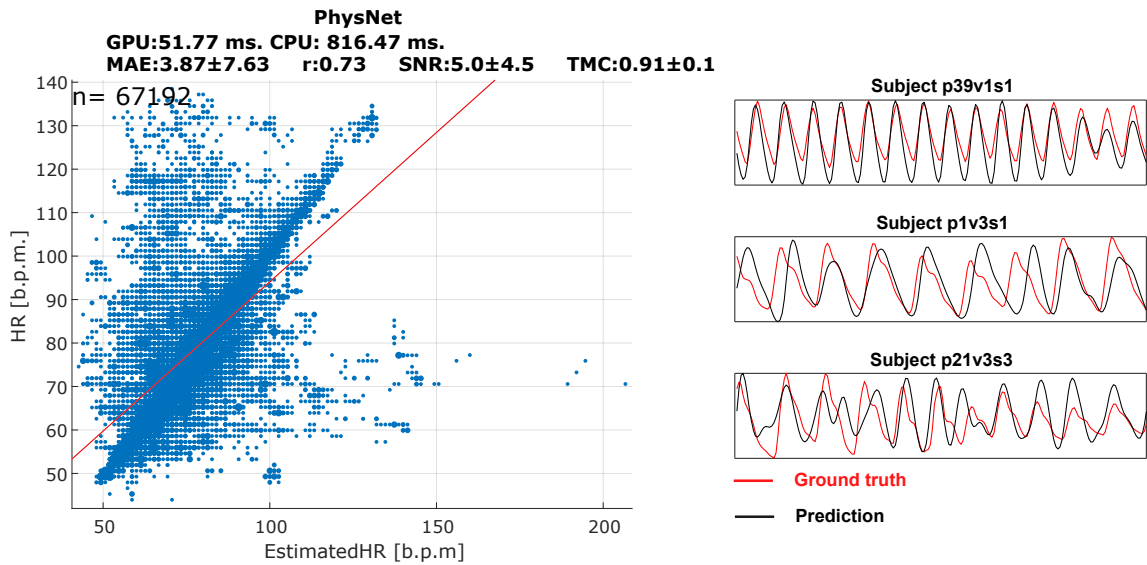 PhysNet
GPU:51.77 ms. CPU: 816.47 ms.
MAE:3.87±7.63 r:0.73 SNR:5.0±4.5 TMC:0.91±0.1
n= 67192
140
130
120
110
100
90
80
70
60
50
HR [b.p.m.]
50 100 150 200
EstimatedHR [b.p.m]
Subject p39v1s1
Subject p1v3s1
Subject p21v3s3
Ground truth
Prediction